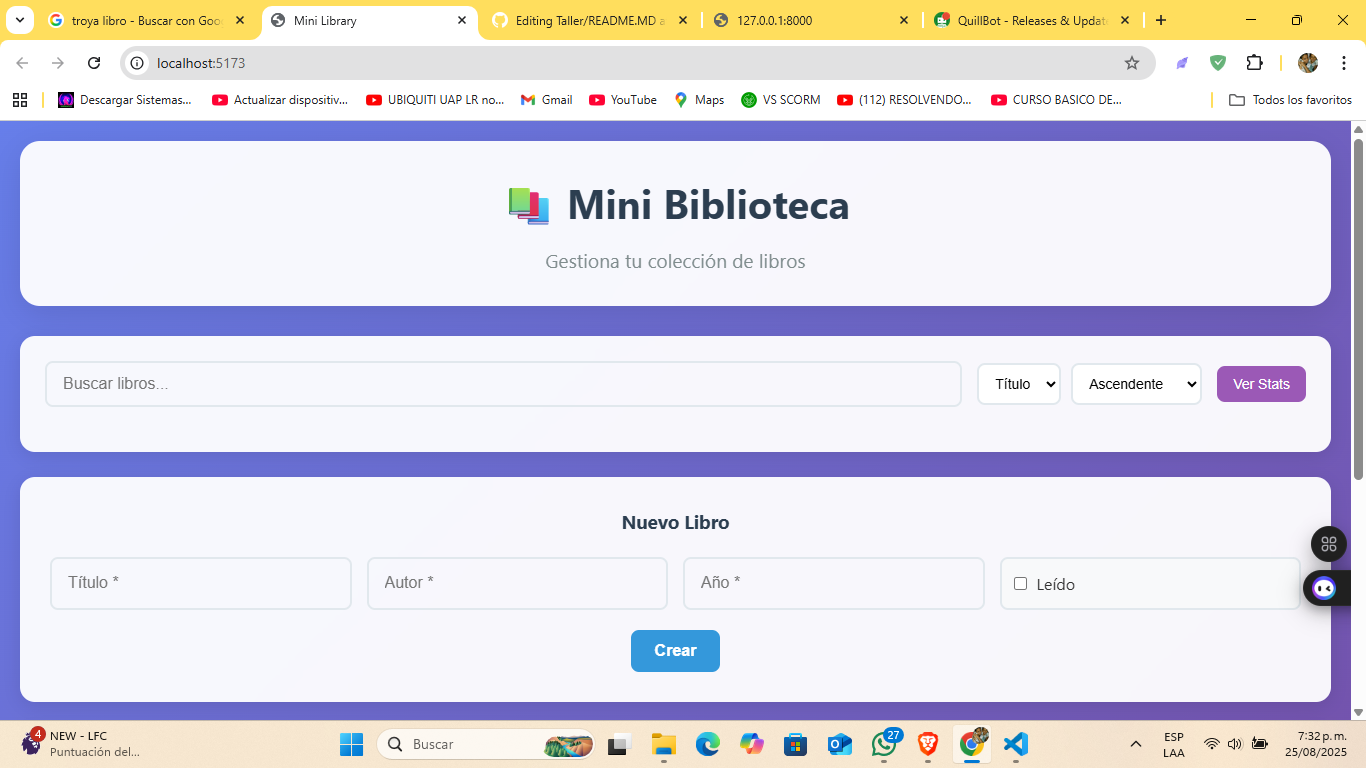 troya libro - Buscar con Goo
Mini Library
Editing Taller/README.MD a
127.0.0.1:8000
QuillBot - Releases & Updat
localhost:5173
Descargar Sistemas...
Actualizar dispositiv...
UBIQUITI UAP LR no...
Gmail
YouTube
Maps
VS SCORM
(112) RESOLVENDO...
CURSO BASICO DE...
Todos los favoritos
Mini Biblioteca
Gestiona tu colección de libros
Buscar libros...
Título
Ascendente
Ver Stats
Nuevo Libro
Título *
Autor *
Año *
Leído
Crear
4
NEW - LFC
Puntuación del...
Buscar
27
ESP
LAA
7:32 p. m.
25/08/2025